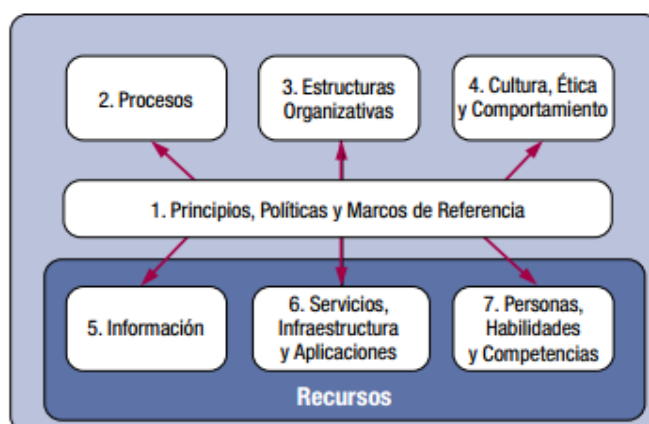 2. Procesos
3. Estructuras
Organizativas
4. Cultura, Ética
y Comportamiento
1. Principios, Políticas y Marcos de Referencia
5. Información
6. Servicios,
Infraestructura
y Aplicaciones
7. Personas,
Habilidades
y Competencias
Recursos